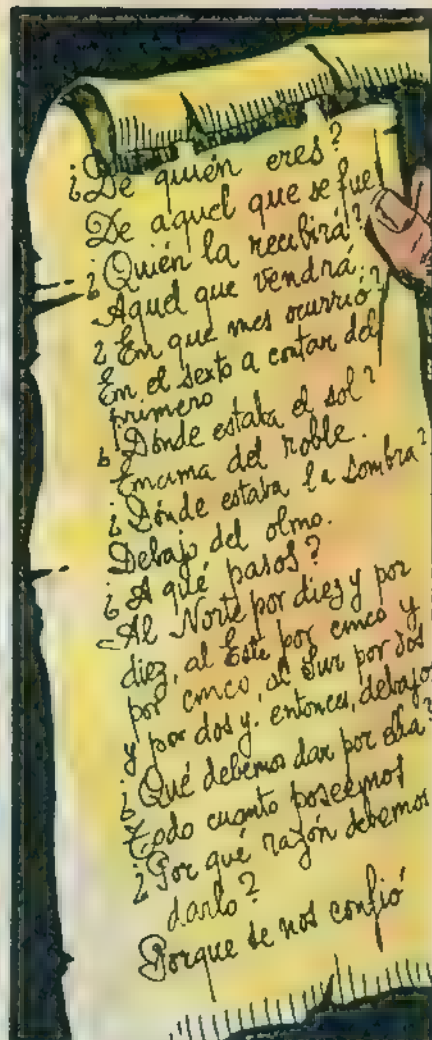 ¿De quién eres?
De aquel que se fue
¿Quién la recibirá?
Aquel que vendrá
¿En que mes ocurrió?
En el sexto a contar del
primero
¿Dónde estaba el sol?
Encima del roble.
¿Dónde estaba la sombra?
Debajo del olmo.
¿A qué pasos?
Al Norte por diez y por
diez, al Este por cinco y
por cinco, al Sur por dos
y por dos y entonces, debajo
¿Qué debemos dar por ella?
Todo cuanto poseemos
¿Por qué razón debemos
darlo?
Porque se nos confió